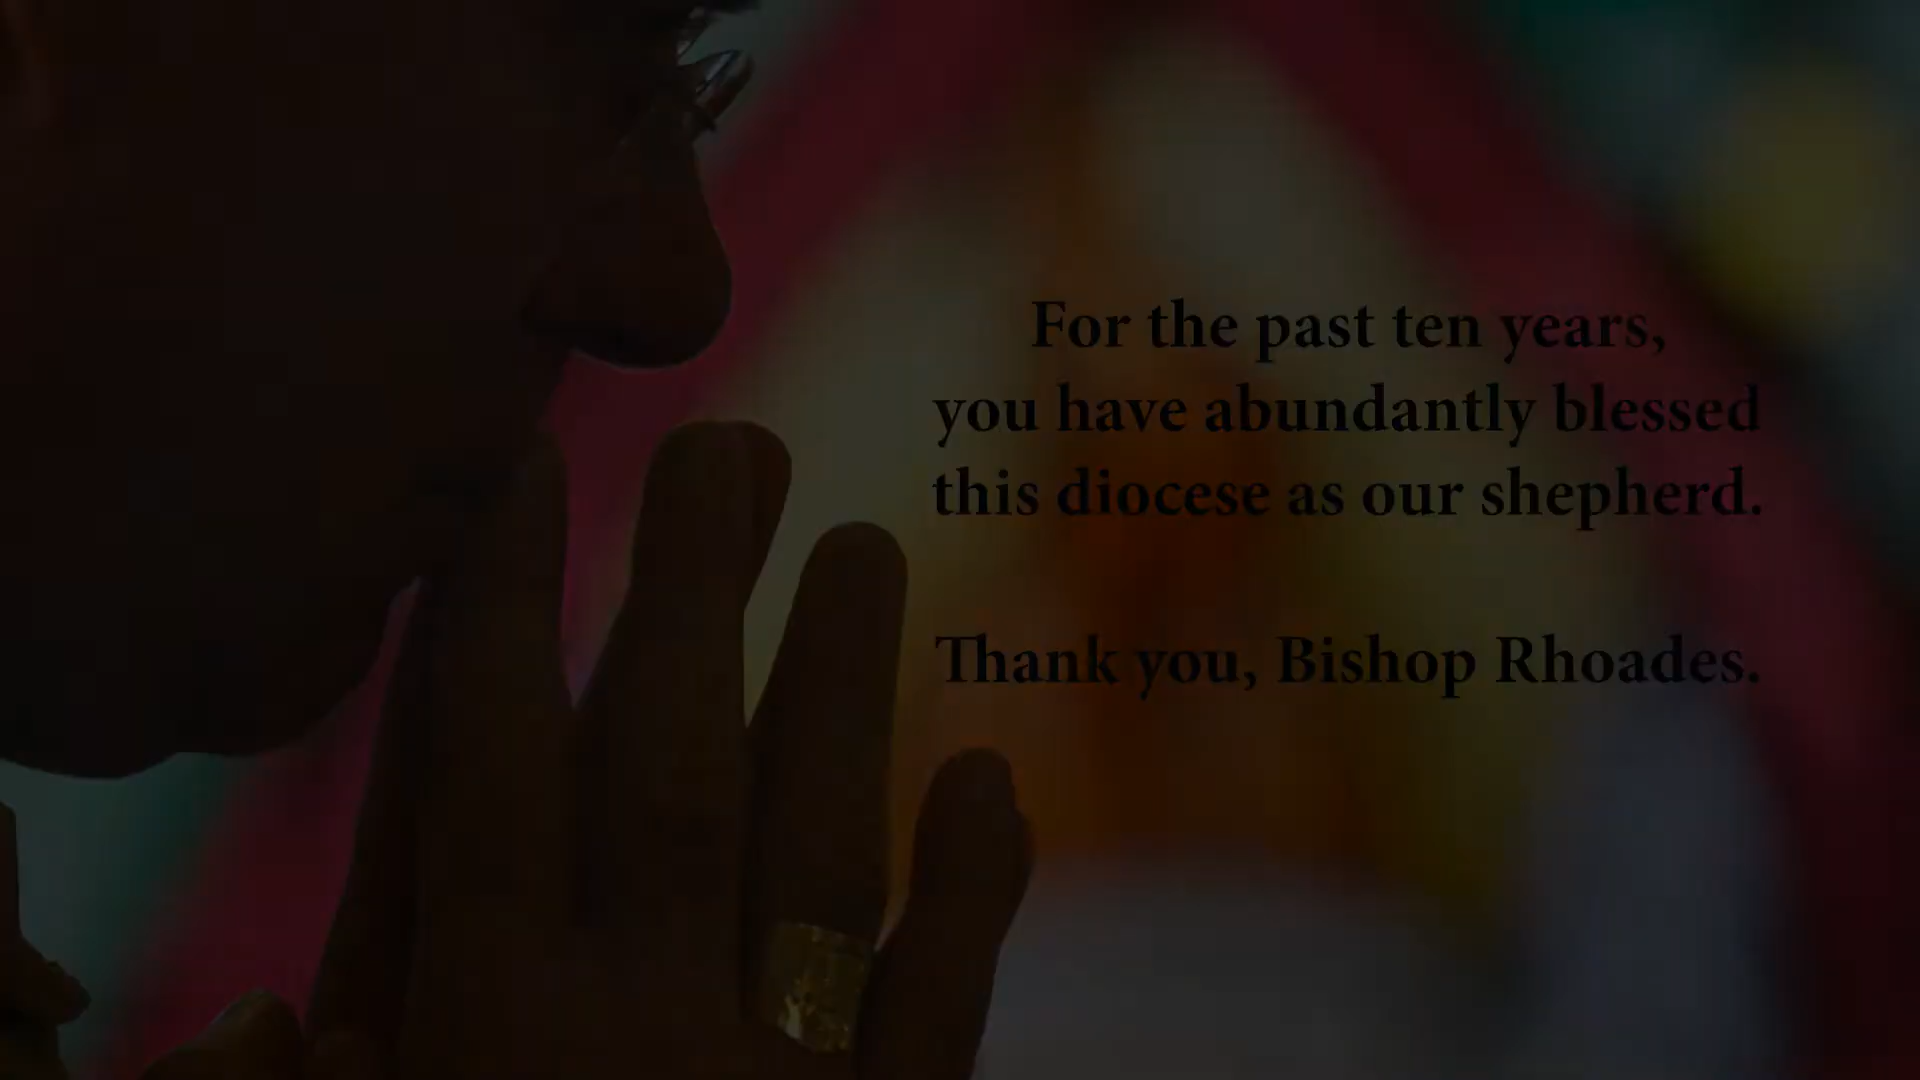 For the past ten years,
you have abundantly blessed
this diocese as our shepherd.
Thank you, Bishop Rhoades.